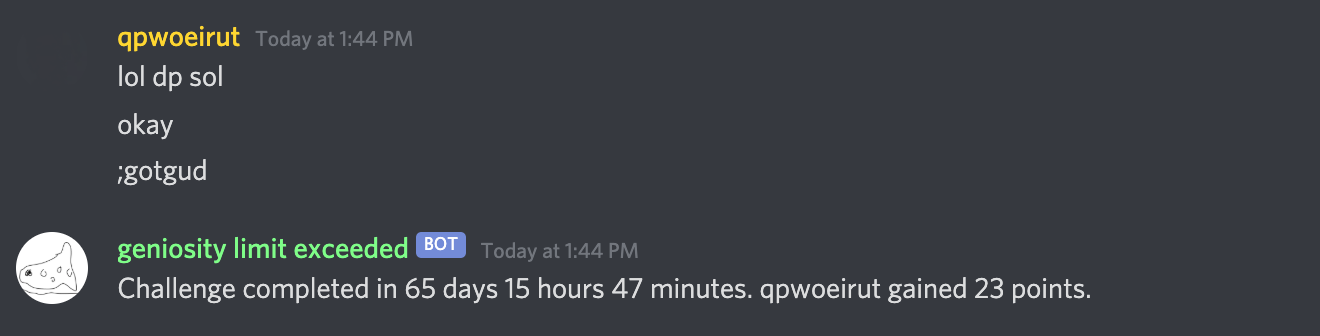 qpwoeirut Today at 1:44 PM
lol dp sol
okay
;gotgud
geniosity limit exceeded BOT Today at 1:44 PM
Challenge completed in 65 days 15 hours 47 minutes. qpwoeirut gained 23 points.